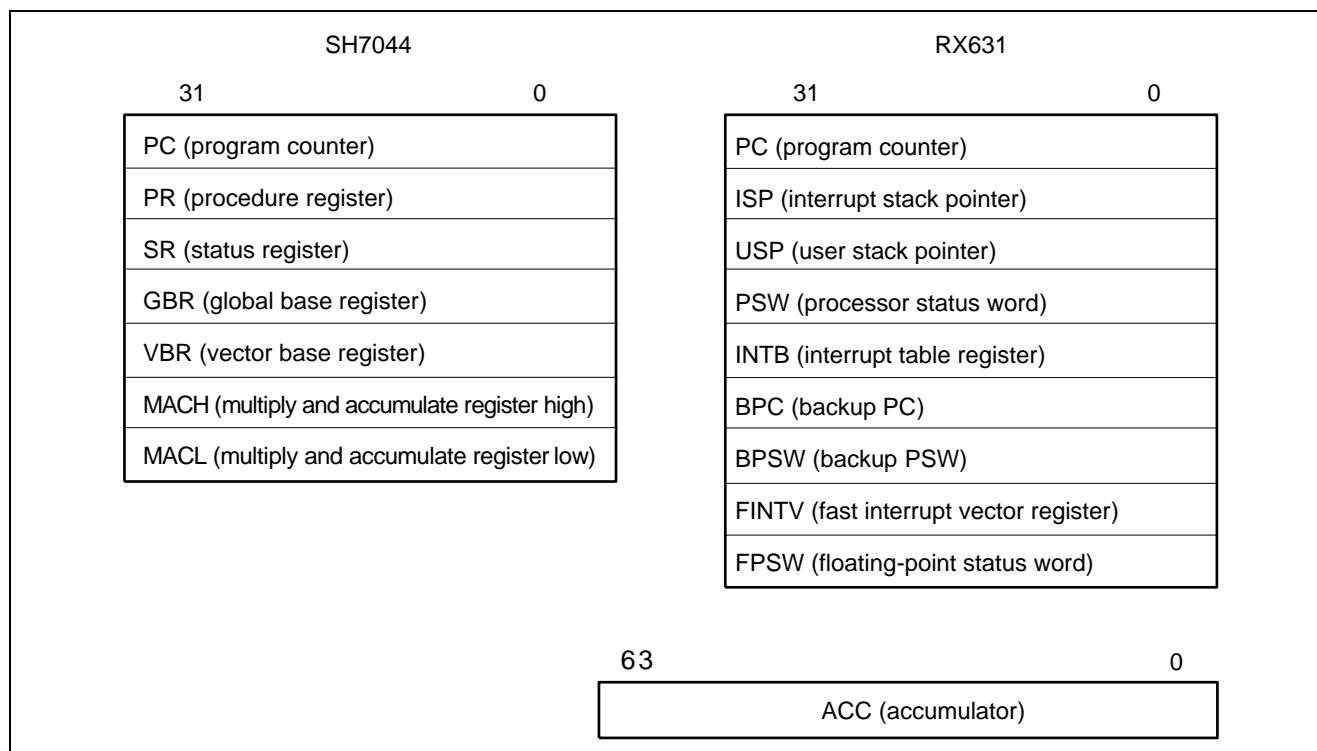 SH7044
31 0
PC (program counter)
PR (procedure register)
SR (status register)
GBR (global base register)
VBR (vector base register)
MACH (multiply and accumulate register high)
MACL (multiply and accumulate register low)
RX631
31 0
PC (program counter)
ISP (interrupt stack pointer)
USP (user stack pointer)
PSW (processor status word)
INTB (interrupt table register)
BPC (backup PC)
BPSW (backup PSW)
FINTV (fast interrupt vector register)
FPSW (floating-point status word)
63 0
ACC (accumulator)